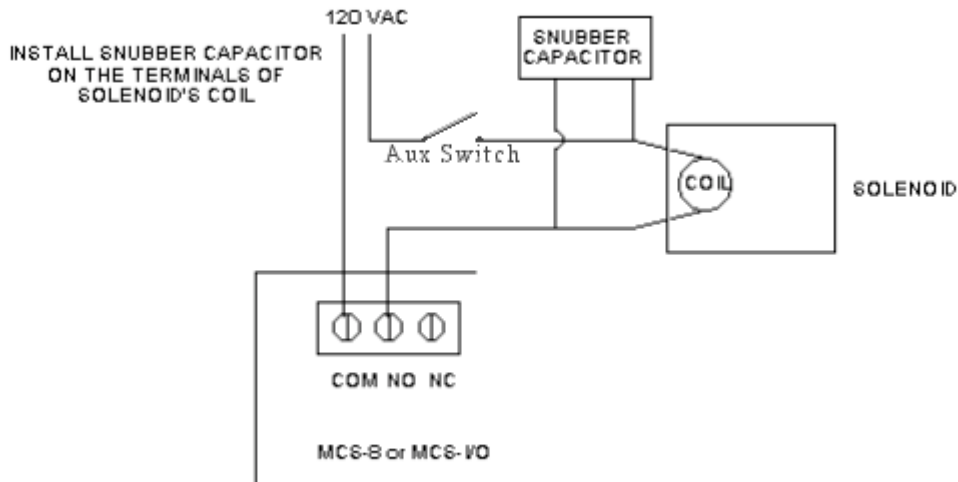 120 VAC
INSTALL SNUBBER CAPACITOR
ON THE TERMINALS OF
SOLENOID'S COIL
SNUBBER
CAPACITOR
Aux Switch
COIL
SOLENOID
COM NO NC
MCS-8 or MCS-I/O